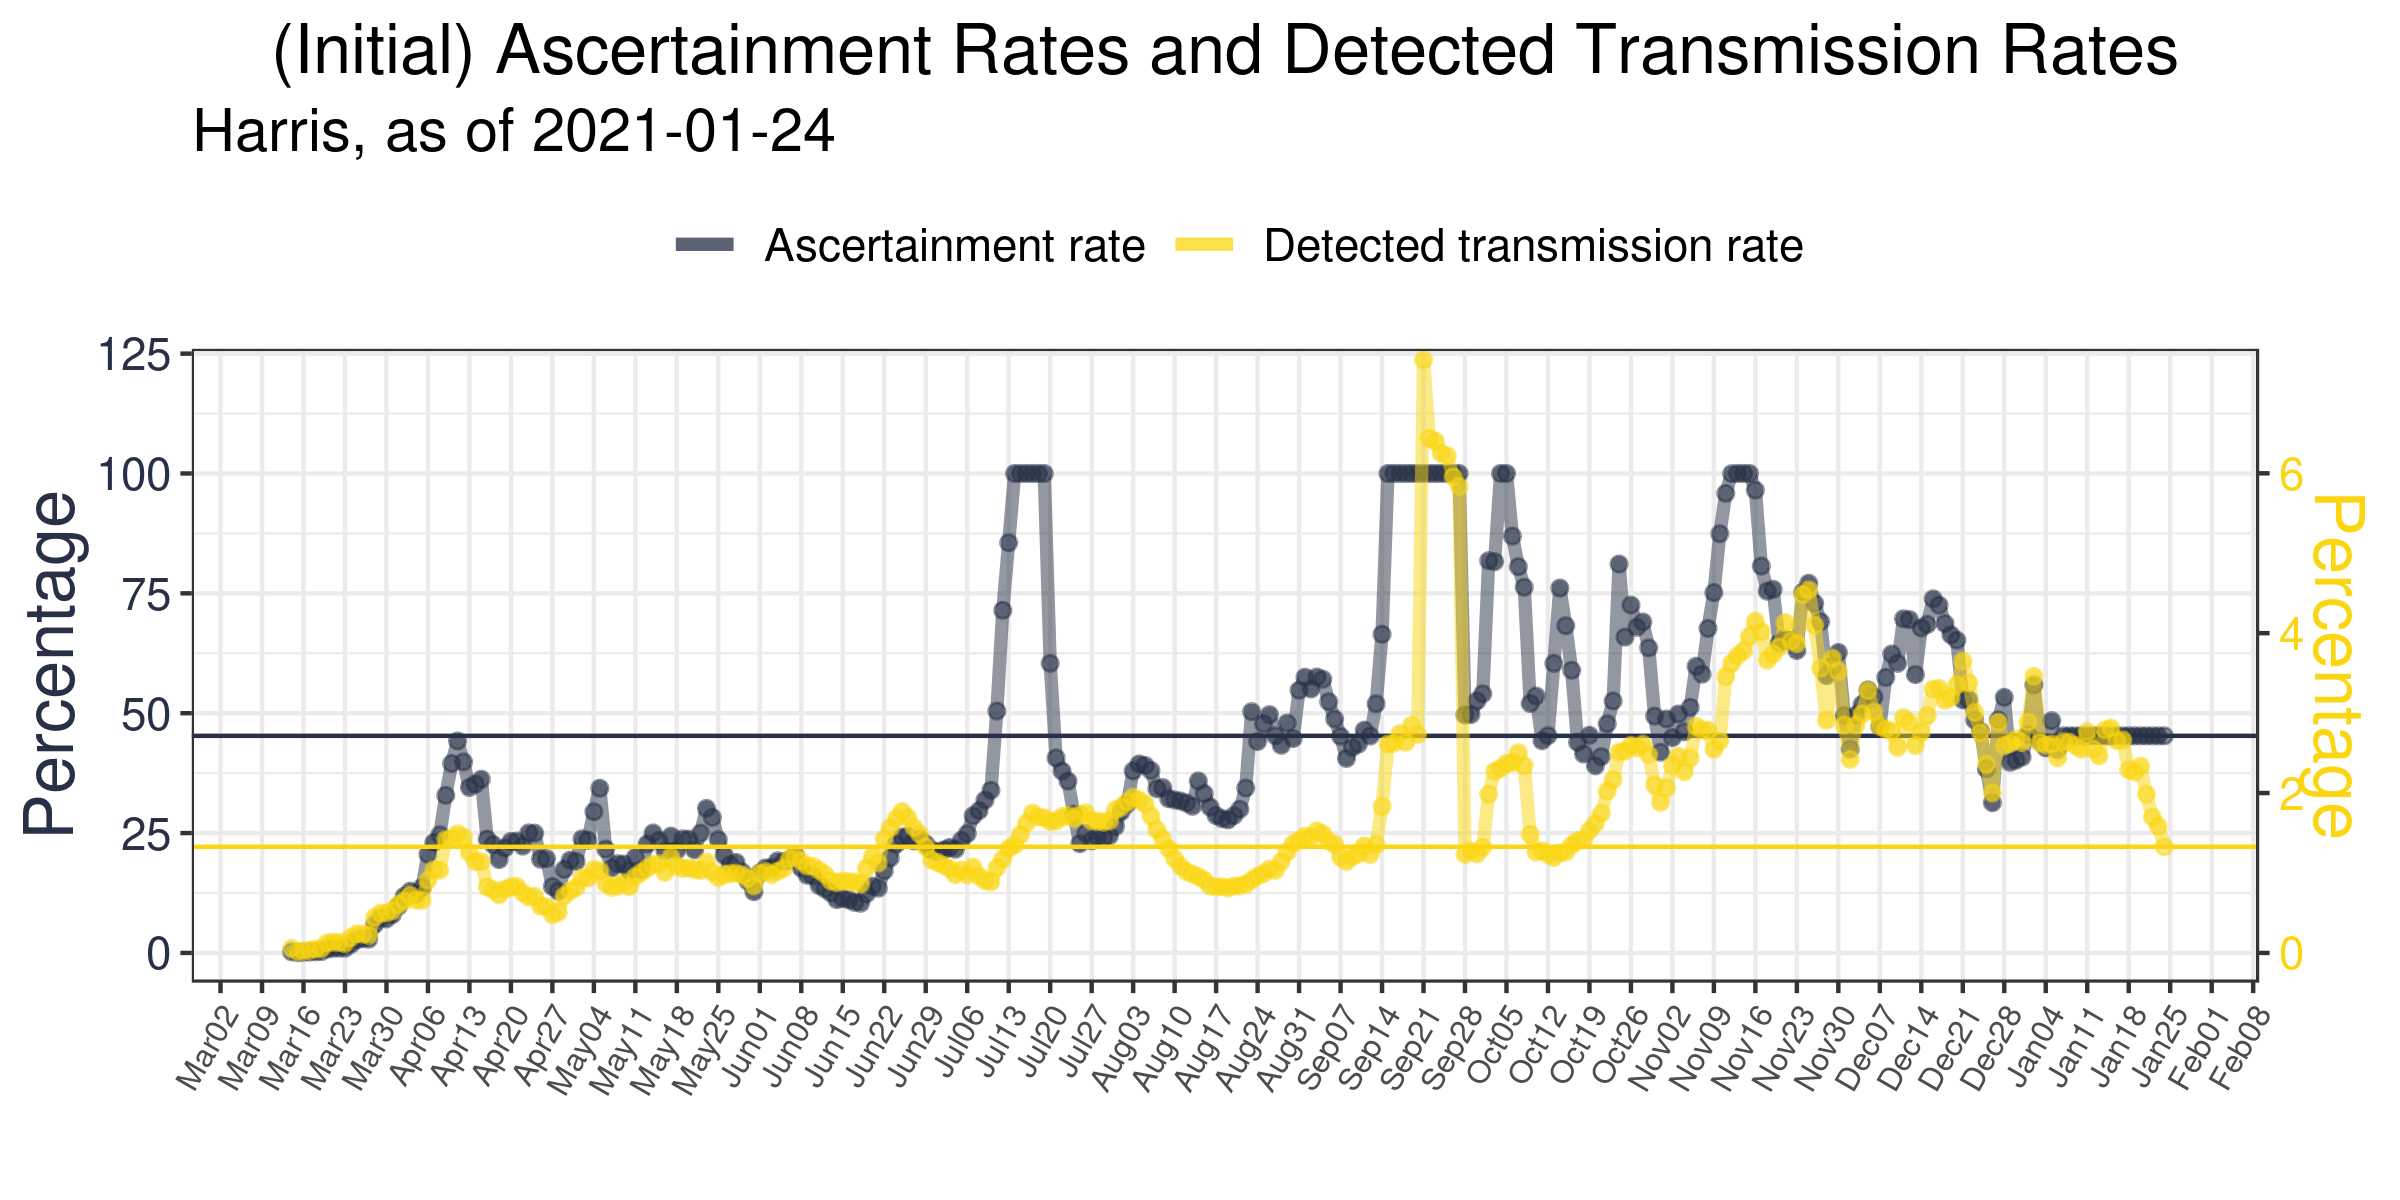 (Initial) Ascertainment Rates and Detected Transmission Rates
Harris, as of 2021-01-24
Ascertainment rate
Detected transmission rate
125
100
75
50
25
0
Percentage
6
4
2
0
Percentage
Mar02
Mar09
Mar16
Mar23
Mar30
Apr06
Apr13
Apr20
Apr27
May04
May11
May18
May25
Jun01
Jun08
Jun15
Jun22
Jun29
Jul06
Jul13
Jul20
Jul27
Aug03
Aug10
Aug17
Aug24
Aug31
Sep07
Sep14
Sep21
Sep28
Oct05
Oct12
Oct19
Oct26
Nov02
Nov09
Nov16
Nov23
Nov30
Dec07
Dec14
Dec21
Dec28
Jan04
Jan11
Jan18
Jan25
Feb01
Feb08